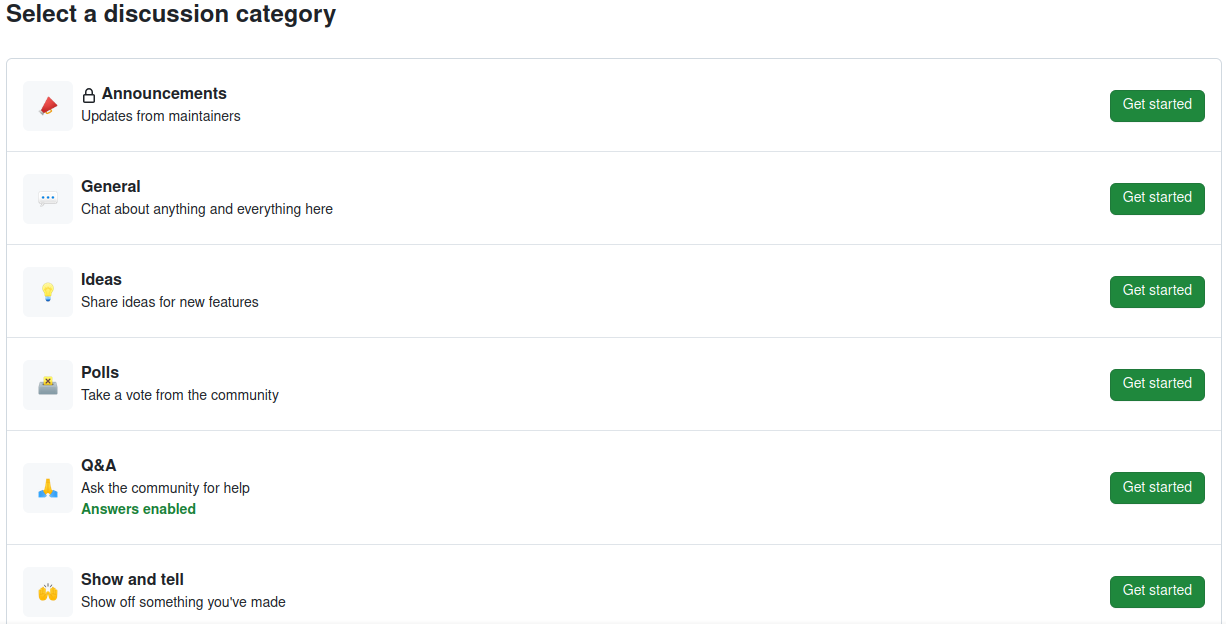 Select a discussion category
Announcements
Updates from maintainers
Get started
General
Chat about anything and everything here
Get started
Ideas
Share ideas for new features
Get started
Polls
Take a vote from the community
Get started
Q&A
Ask the community for help
Answers enabled
Get started
Show and tell
Show off something you've made
Get started